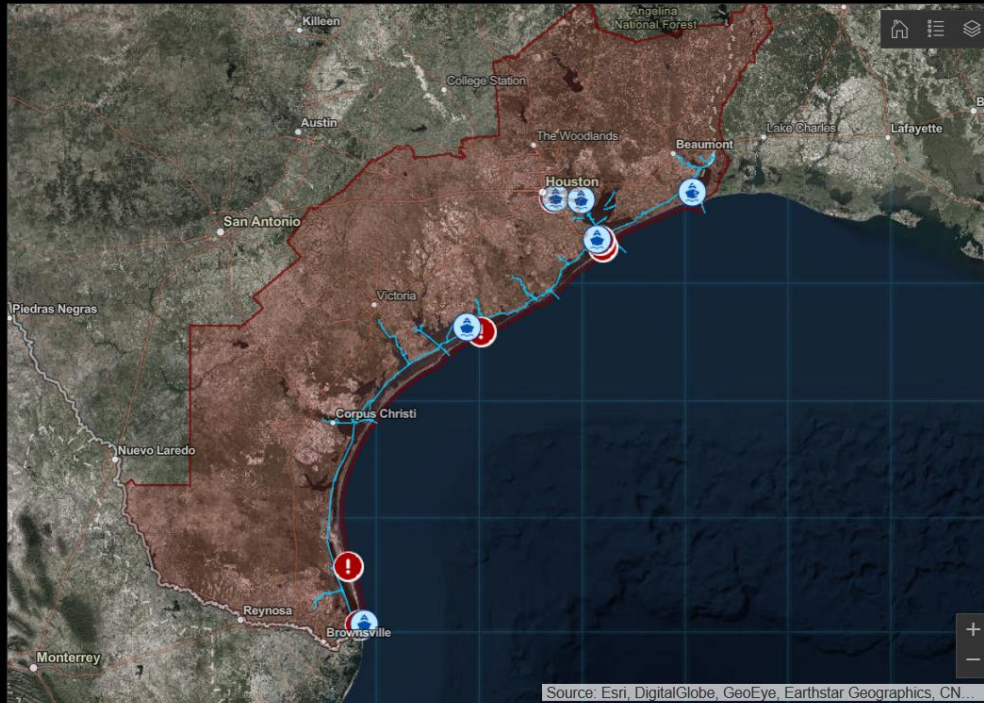 Angelina
National Forest
Killeen
College Station
Austin
Lake Charles
Lafayette
The Woodlands
Beaumont
Houston
San Antonio
Victoria
Piedras Negras
Corpus Christi
Nuevo Laredo
Reynosa
Brownsville
Monterrey
+
−
Source: Esri, DigitalGlobe, GeoEye, Earthstar Geographics, CN...